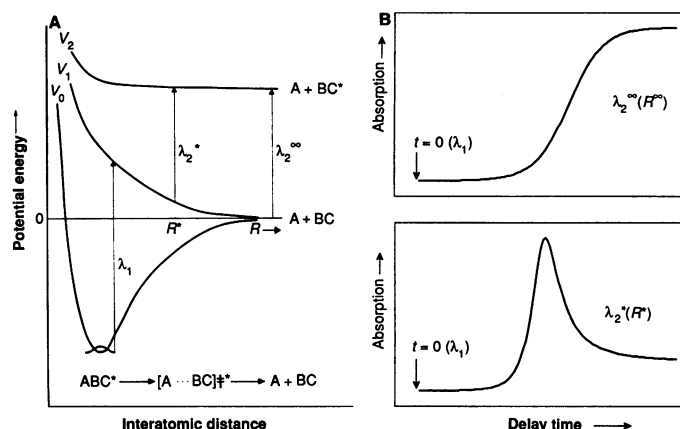 A
V₂
V₁
V₀
Potential energy →
0
A + BC*
λ₂*
λ₂∞
A + BC
R*
R →
λ₁
ABC* → [A ··· BC]‡* → A + BC
Interatomic distance
B
Absorption →
t = 0 (λ₁)
λ₂∞(R∞)
Absorption →
t = 0 (λ₁)
λ₂*(R*)
Delay time →